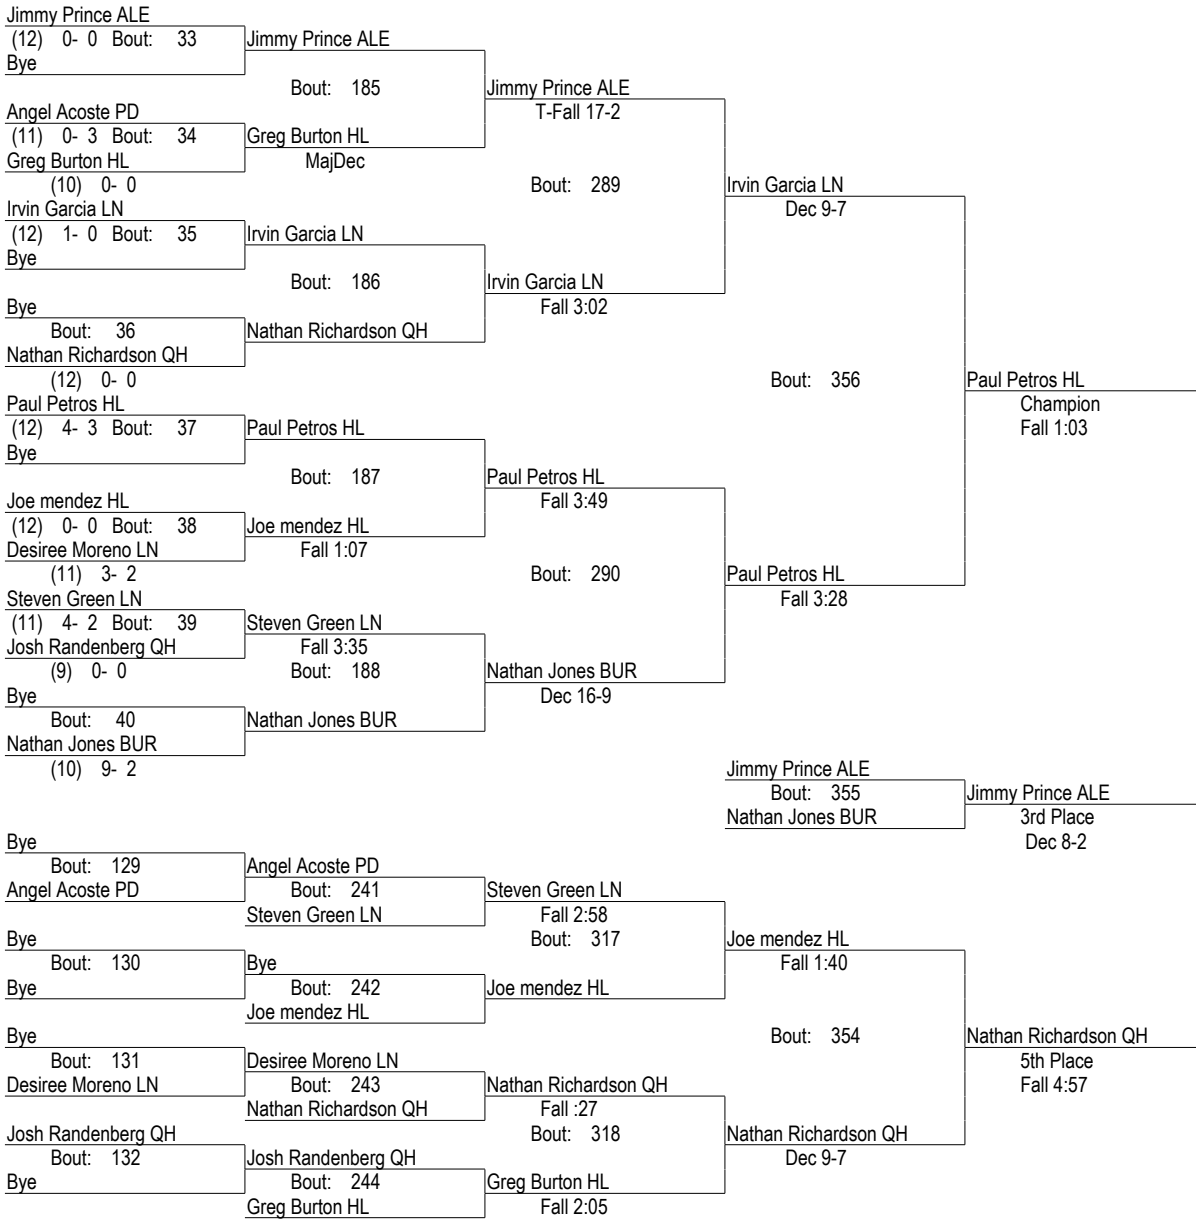 Jimmy Prince ALE
(12) 0- 0 Bout: 33 Jimmy Prince ALE
Bye
Bout: 185 Jimmy Prince ALE
Angel Acoste PD T-Fall 17-2
(11) 0- 3 Bout: 34 Greg Burton HL
Greg Burton HL MajDec
(10) 0- 0 Bout: 289 Irvin Garcia LN
Irvin Garcia LN Dec 9-7
(12) 1- 0 Bout: 35 Irvin Garcia LN
Bye
Bout: 186 Irvin Garcia LN
Bye Fall 3:02
Bout: 36 Nathan Richardson QH
Nathan Richardson QH
(12) 0- 0 Bout: 356 Paul Petros HL
Paul Petros HL Champion
(12) 4- 3 Bout: 37 Paul Petros HL Fall 1:03
Bye
Bout: 187 Paul Petros HL
Joe mendez HL Fall 3:49
(12) 0- 0 Bout: 38 Joe mendez HL
Desiree Moreno LN Fall 1:07
(11) 3- 2 Bout: 290 Paul Petros HL
Steven Green LN Fall 3:28
(11) 4- 2 Bout: 39 Steven Green LN
Josh Randenberg QH Fall 3:35
(9) 0- 0 Bout: 188 Nathan Jones BUR
Bye Dec 16-9
Bout: 40 Nathan Jones BUR
Nathan Jones BUR
(10) 9- 2 Jimmy Prince ALE
Bout: 355 Jimmy Prince ALE
Nathan Jones BUR 3rd Place
Bye Dec 8-2
Bout: 129 Angel Acoste PD
Angel Acoste PD Bout: 241 Steven Green LN
Steven Green LN Fall 2:58
Bye Bout: 317 Joe mendez HL
Bout: 130 Bye Fall 1:40
Bye Bout: 242 Joe mendez HL
Joe mendez HL
Bye Bout: 354 Nathan Richardson QH
Bout: 131 Desiree Moreno LN 5th Place
Desiree Moreno LN Bout: 243 Nathan Richardson QH Fall 4:57
Nathan Richardson QH Fall :27
Josh Randenberg QH Bout: 318 Nathan Richardson QH
Bout: 132 Josh Randenberg QH Dec 9-7
Bye Bout: 244 Greg Burton HL
Greg Burton HL Fall 2:05